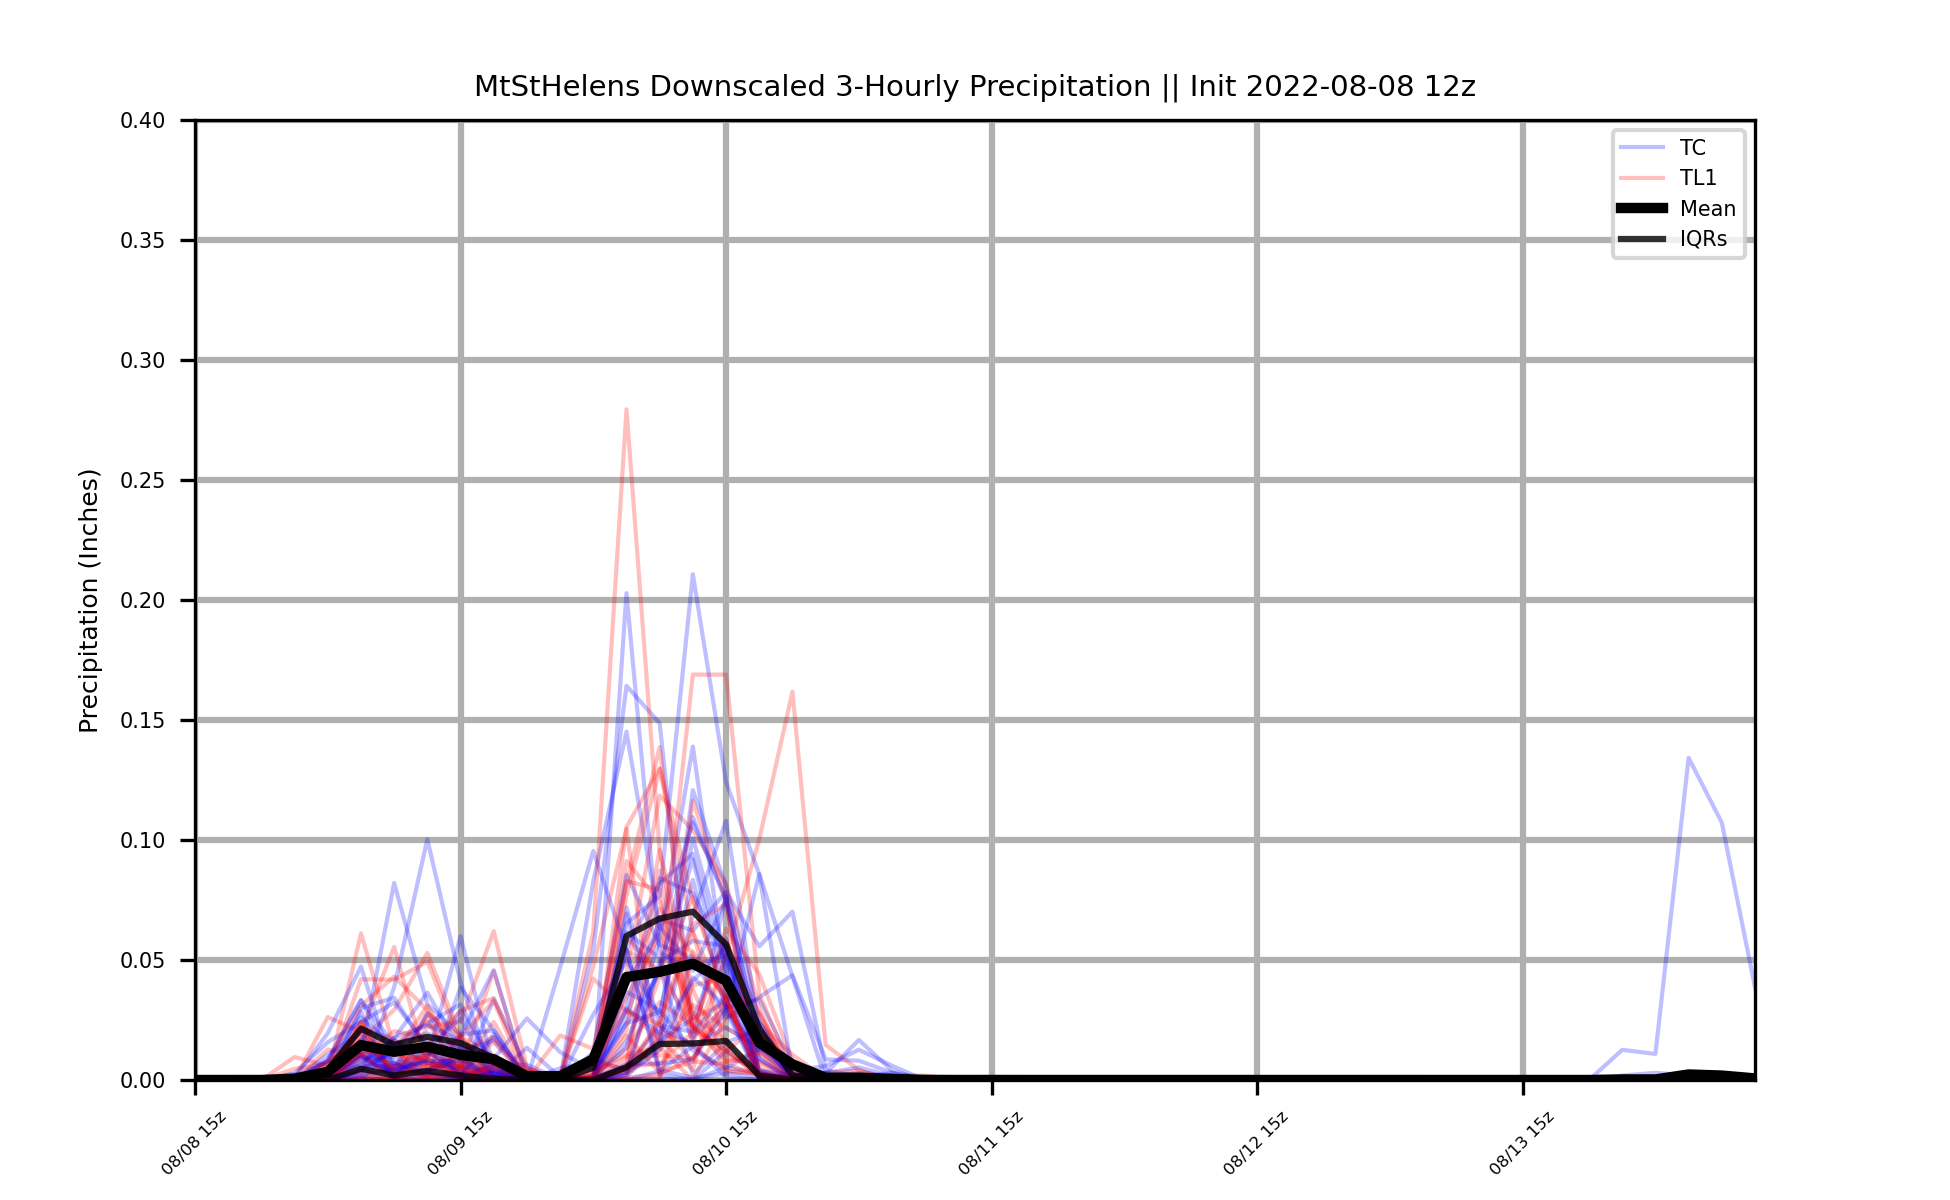 MtStHelens Downscaled 3-Hourly Precipitation || Init 2022-08-08 12z
Precipitation (Inches)
0.40
0.35
0.30
0.25
0.20
0.15
0.10
0.05
0.00
TC
TL1
Mean
IQRs
08/08 15z
08/09 15z
08/10 15z
08/11 15z
08/12 15z
08/13 15z